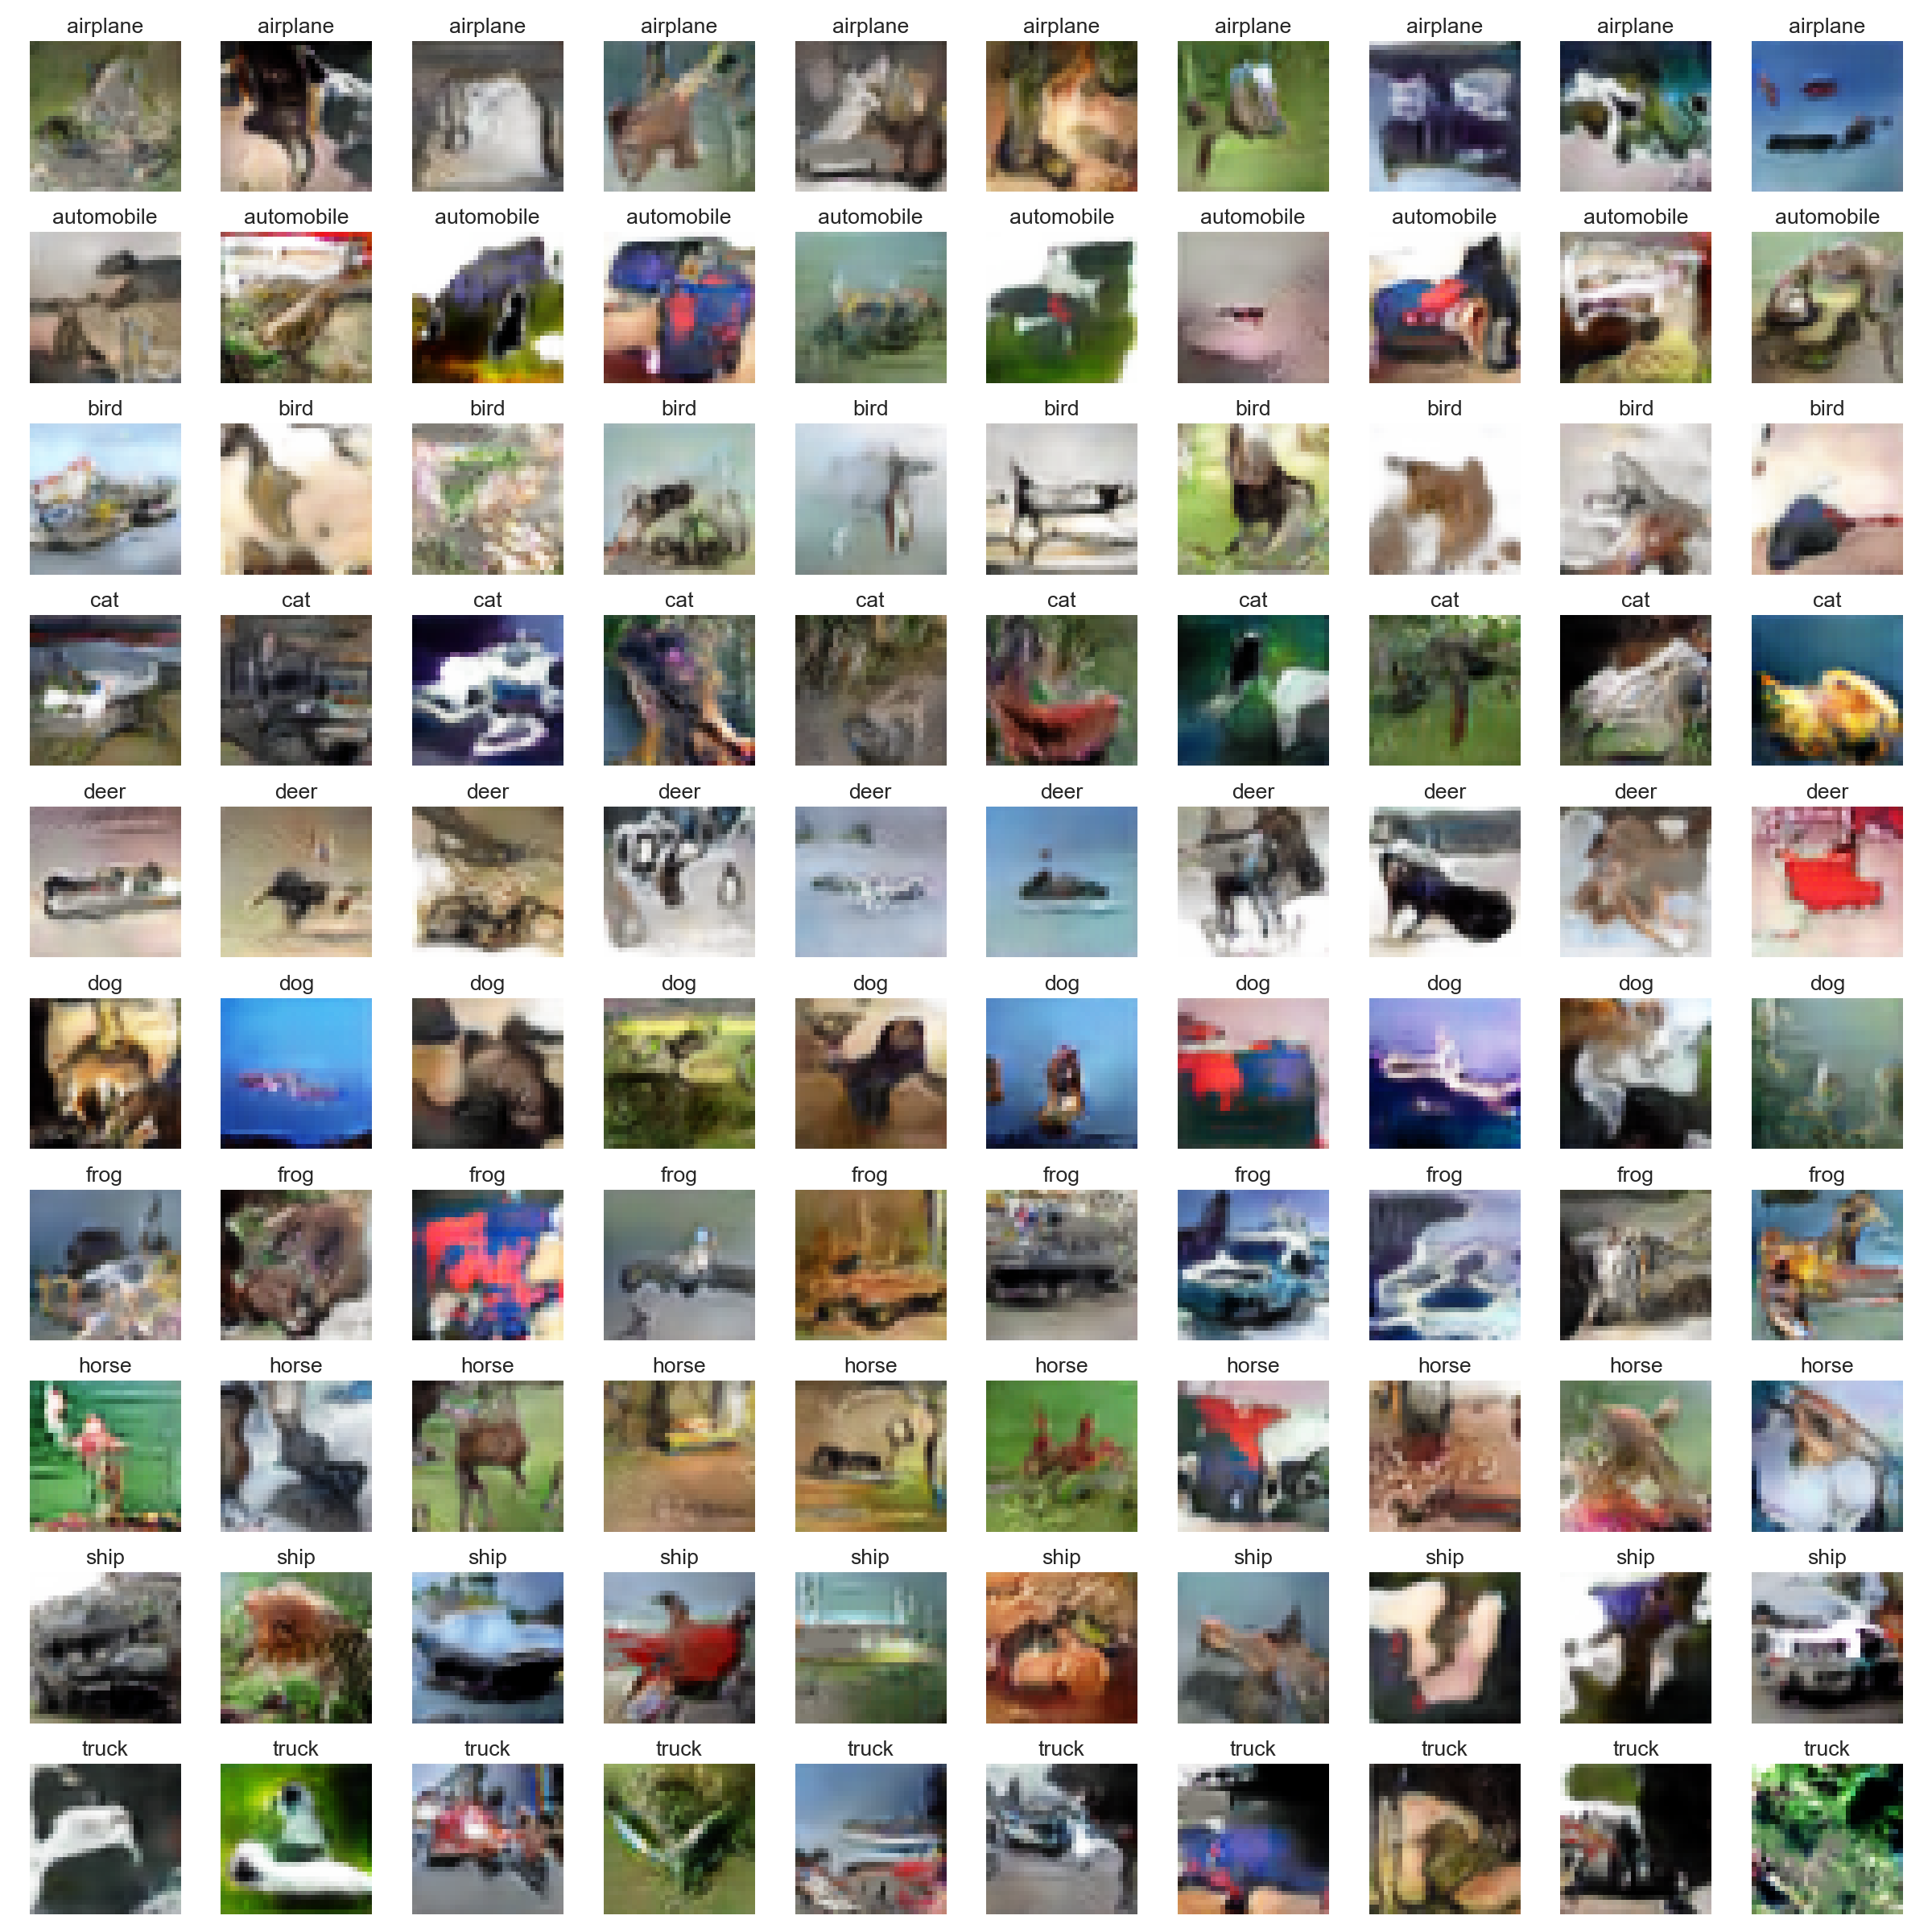 airplane airplane airplane airplane airplane airplane airplane airplane airplane airplane
automobile automobile automobile automobile automobile automobile automobile automobile automobile automobile
bird bird bird bird bird bird bird bird bird bird
cat cat cat cat cat cat cat cat cat cat
deer deer deer deer deer deer deer deer deer deer
dog dog dog dog dog dog dog dog dog dog
frog frog frog frog frog frog frog frog frog frog
horse horse horse horse horse horse horse horse horse horse
ship ship ship ship ship ship ship ship ship ship
truck truck truck truck truck truck truck truck truck truck